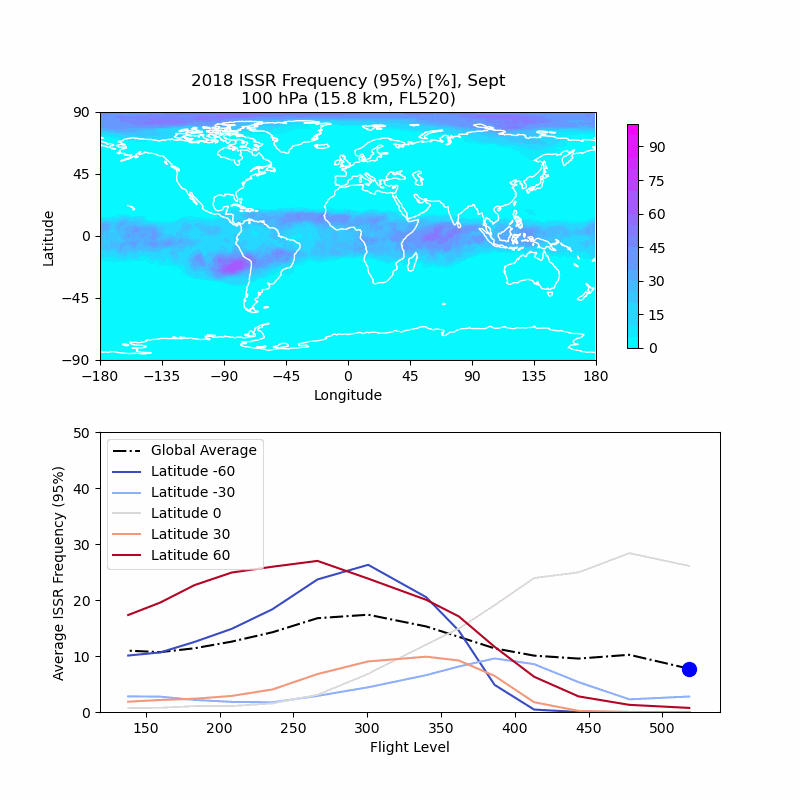 2018 ISSR Frequency (95%) [%], Sept
100 hPa (15.8 km, FL520)
90
45
0
−45
−90
Latitude
−180 −135 −90 −45 0 45 90 135 180
Longitude
90
75
60
45
30
15
0
50
40
30
20
10
0
Average ISSR Frequency (95%)
Global Average
Latitude -60
Latitude -30
Latitude 0
Latitude 30
Latitude 60
150 200 250 300 350 400 450 500
Flight Level